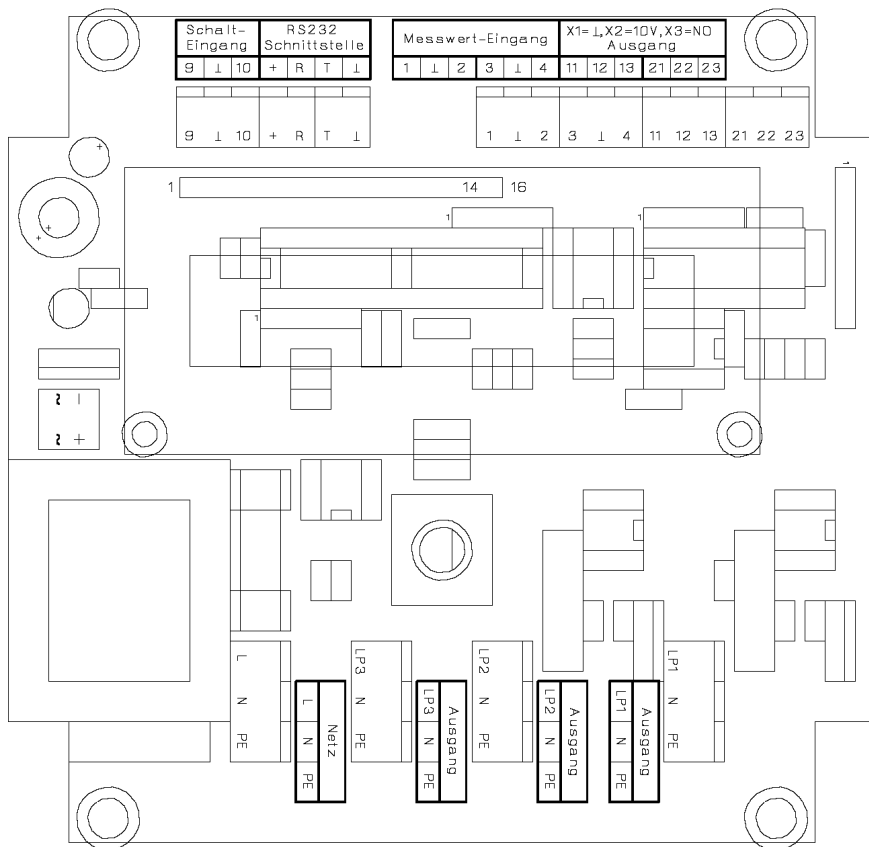 Schalt-
Eingang
RS232
Schnittstelle
Messwert-Eingang
X1=⊥,X2=10V,X3=NO
Ausgang
9 ⊥ 10 + R T ⊥ 1 ⊥ 2 3 ⊥ 4 11 12 13 21 22 23
9 ⊥ 10 + R T ⊥ 1 ⊥ 2 3 ⊥ 4 11 12 13 21 22 23
+
1 14 16
1
1
1
+
+
1
~ −
~ +
L
N
PE
L N PE
Netz
LP3
N
PE
LP3 N PE
Ausgang
LP2
N
PE
LP2 N PE
Ausgang
LP1 N PE
Ausgang
LP1
N
PE